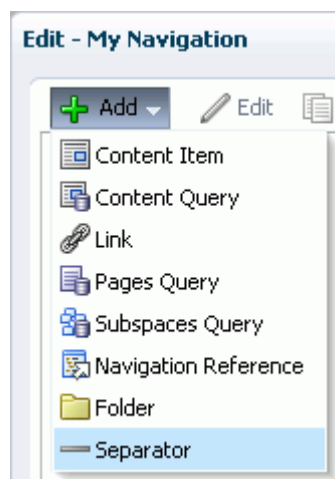 Edit - My Navigation
Add Edit
Content Item
Content Query
Link
Pages Query
Subspaces Query
Navigation Reference
Folder
Separator